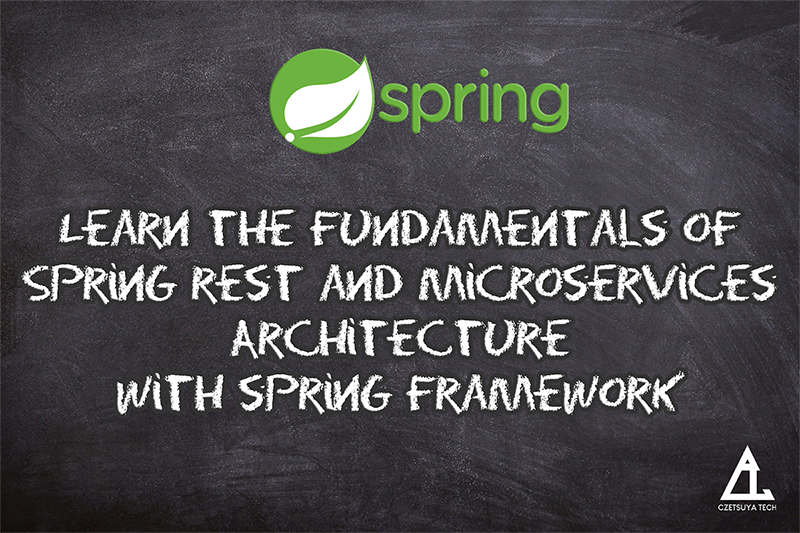 spring
LEARN THE FUNDAMENTALS OF
SPRING REST AND MICROSERVICES
ARCHITECTURE
WITH SPRING FRAMEWORK
CZETSUYA TECH